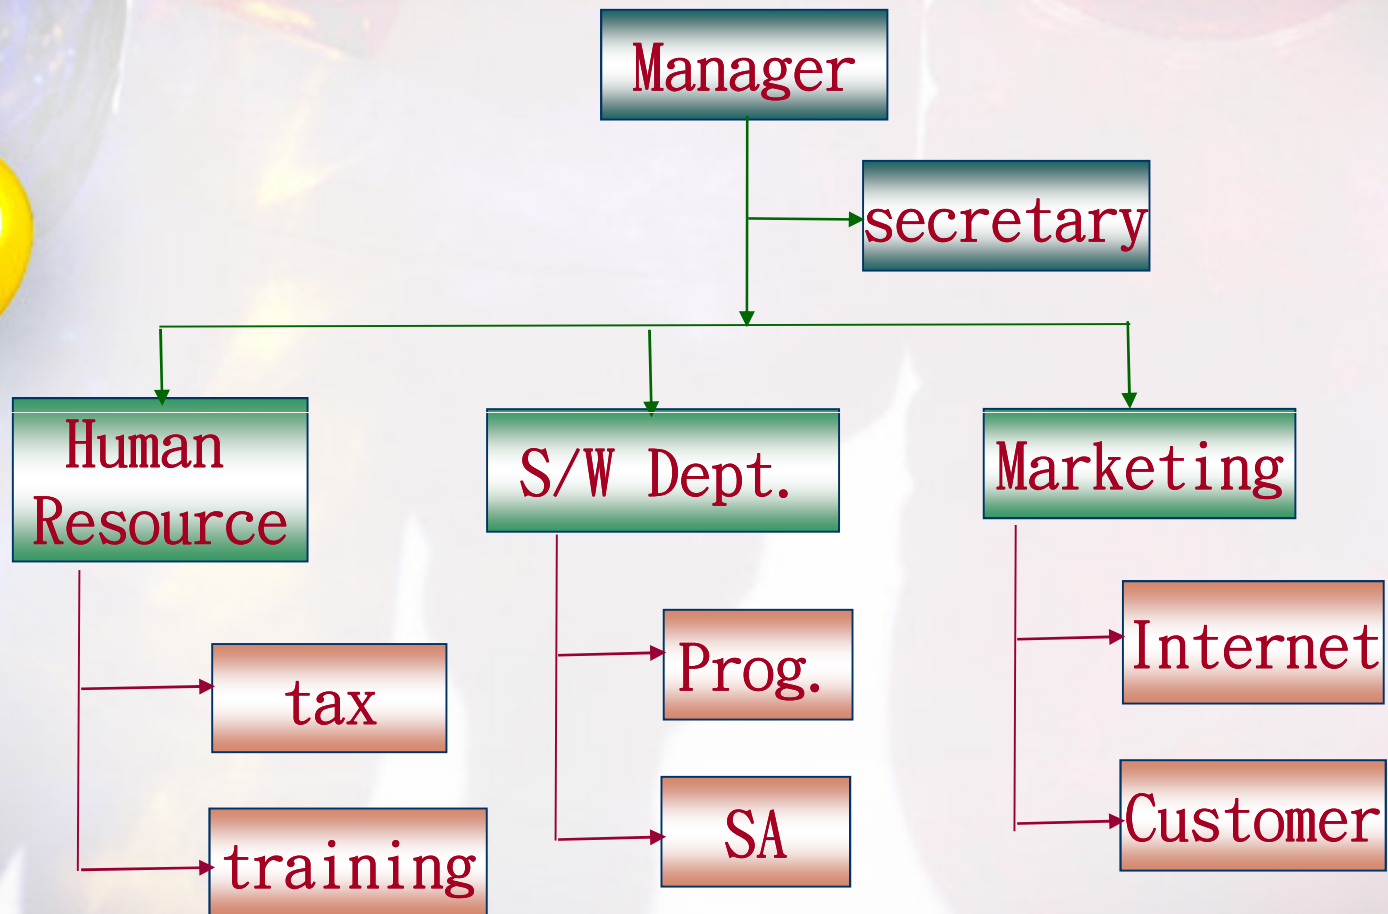 Manager
secretary
Human
Resource
S/W Dept.
Marketing
tax
training
Prog.
SA
Internet
Customer